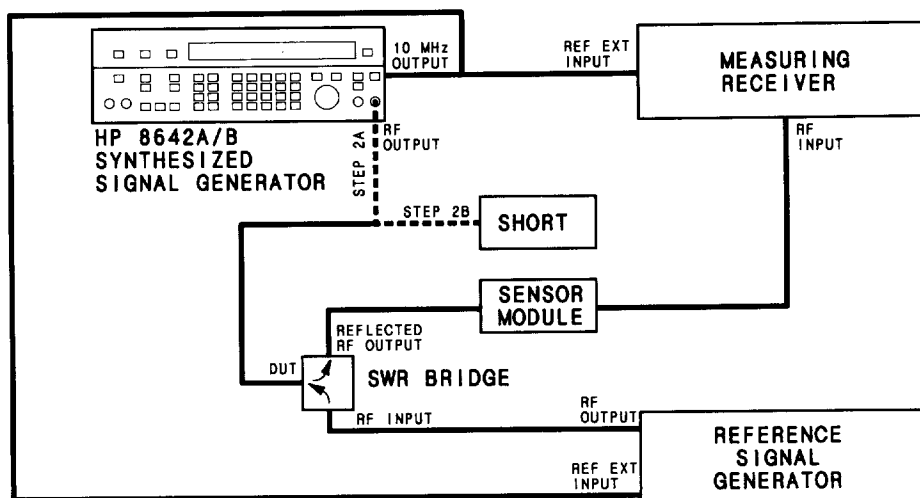 10 MHz
OUTPUT
REF EXT
INPUT
MEASURING
RECEIVER
HP 8642A/B
SYNTHESIZED
SIGNAL GENERATOR
STEP 2A
RF
OUTPUT
RF
INPUT
STEP 2B
SHORT
SENSOR
MODULE
REFLECTED
RF OUTPUT
DUT
SWR BRIDGE
RF INPUT
RF
OUTPUT
REF EXT
INPUT
REFERENCE
SIGNAL
GENERATOR